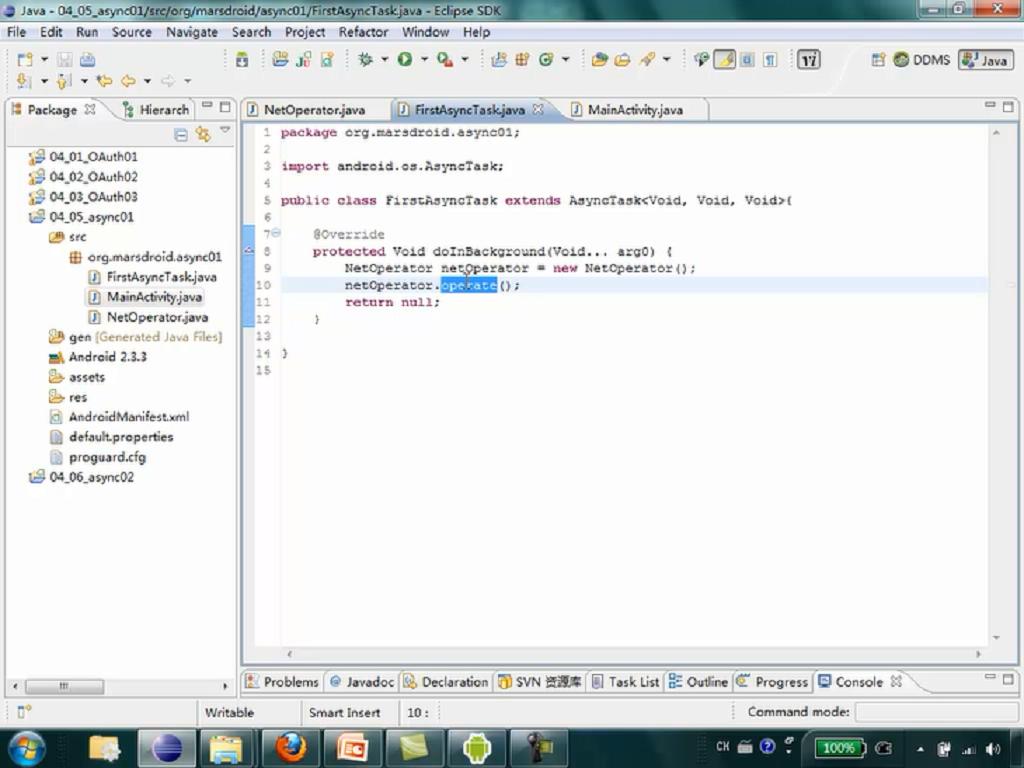 Java - 04_05_async01/src/org/marsdroid/async01/FirstAsyncTask.java - Eclipse SDK
File Edit Run Source Navigate Search Project Refactor Window Help
DDMS Java
Package Hierarch
04_01_OAuth01
04_02_OAuth02
04_03_OAuth03
04_05_async01
src
org.marsdroid.async01
FirstAsyncTask.java
MainActivity.java
NetOperator.java
gen [Generated Java Files]
Android 2.3.3
assets
res
AndroidManifest.xml
default.properties
proguard.cfg
04_06_async02
NetOperator.java FirstAsyncTask.java MainActivity.java
1 package org.marsdroid.async01;
2
3 import android.os.AsyncTask;
4
5 public class FirstAsyncTask extends AsyncTask<Void, Void, Void>{
6
7 @Override
8 protected Void doInBackground(Void... arg0) {
9 NetOperator netOperator = new NetOperator();
10 netOperator.operate();
11 return null;
12 }
13
14 }
15
Problems Javadoc Declaration SVN 资源库 Task List Outline Progress Console
Writable Smart Insert 10 : Command mode:
CH 100%